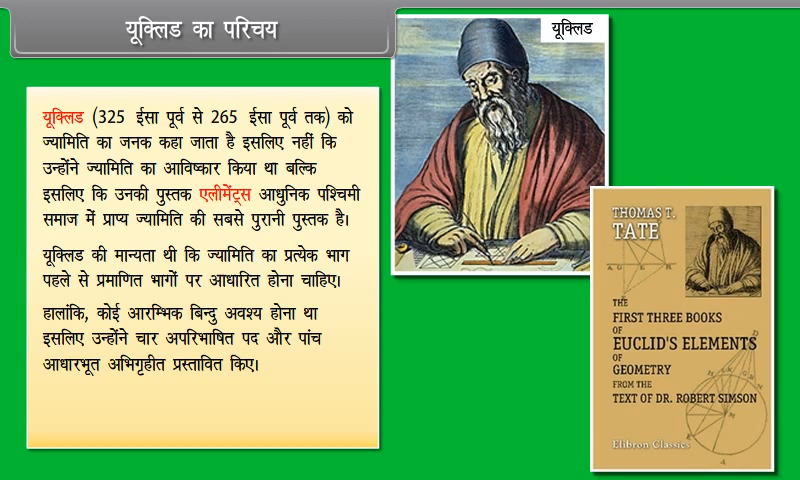 यूक्लिड का परिचय
यूक्लिड
यूक्लिड (325 ईसा पूर्व से 265 ईसा पूर्व तक) को
ज्यामिति का जनक कहा जाता है इसलिए नहीं कि
उन्होंने ज्यामिति का आविष्कार किया था बल्कि
इसलिए कि उनकी पुस्तक एलीमेंट्स आधुनिक पश्चिमी
समाज में प्राप्य ज्यामिति की सबसे पुरानी पुस्तक है।
यूक्लिड की मान्यता थी कि ज्यामिति का प्रत्येक भाग
पहले से प्रमाणित भागों पर आधारित होना चाहिए।
हालांकि, कोई आरम्भिक बिन्दु अवश्य होना था
इसलिए उन्होंने चार अपरिभाषित पद और पांच
आधारभूत अभिगृहीत प्रस्तावित किए।
THOMAS T.
TATE
A G E R
THE
FIRST THREE BOOKS
OF
EUCLID'S ELEMENTS
OF
GEOMETRY
FROM THE
TEXT OF DR. ROBERT SIMSON
Elibron Classics